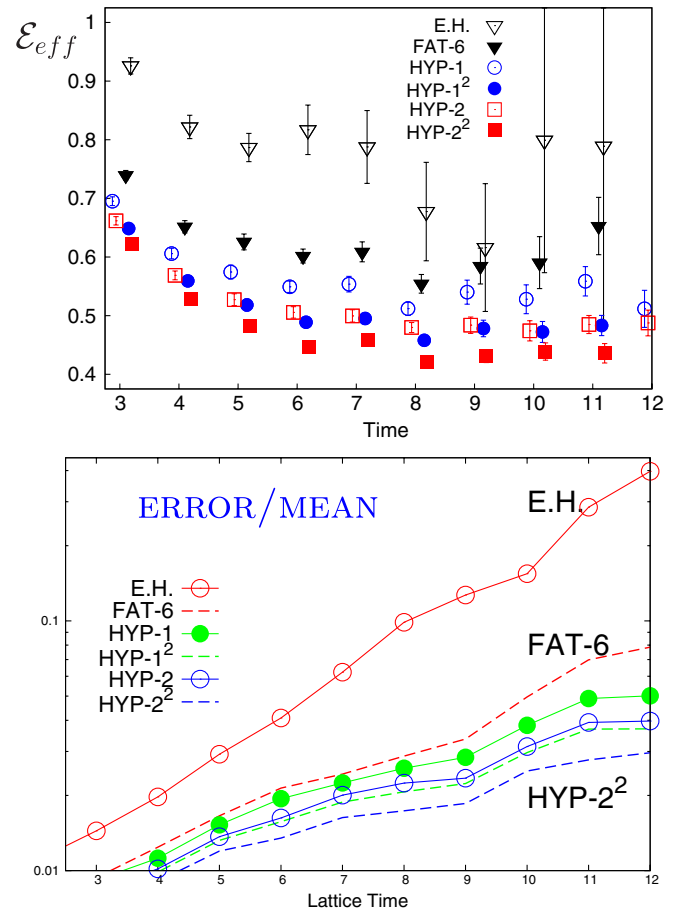 ℰ_eff
1
0.9
0.8
0.7
0.6
0.5
0.4
E.H.
FAT-6
HYP-1
HYP-1²
HYP-2
HYP-2²
3 4 5 6 7 8 9 10 11 12
Time
ERROR/MEAN
E.H.
E.H.
FAT-6
HYP-1
HYP-1²
HYP-2
HYP-2²
FAT-6
HYP-2²
0.1
0.01
3 4 5 6 7 8 9 10 11 12
Lattice Time